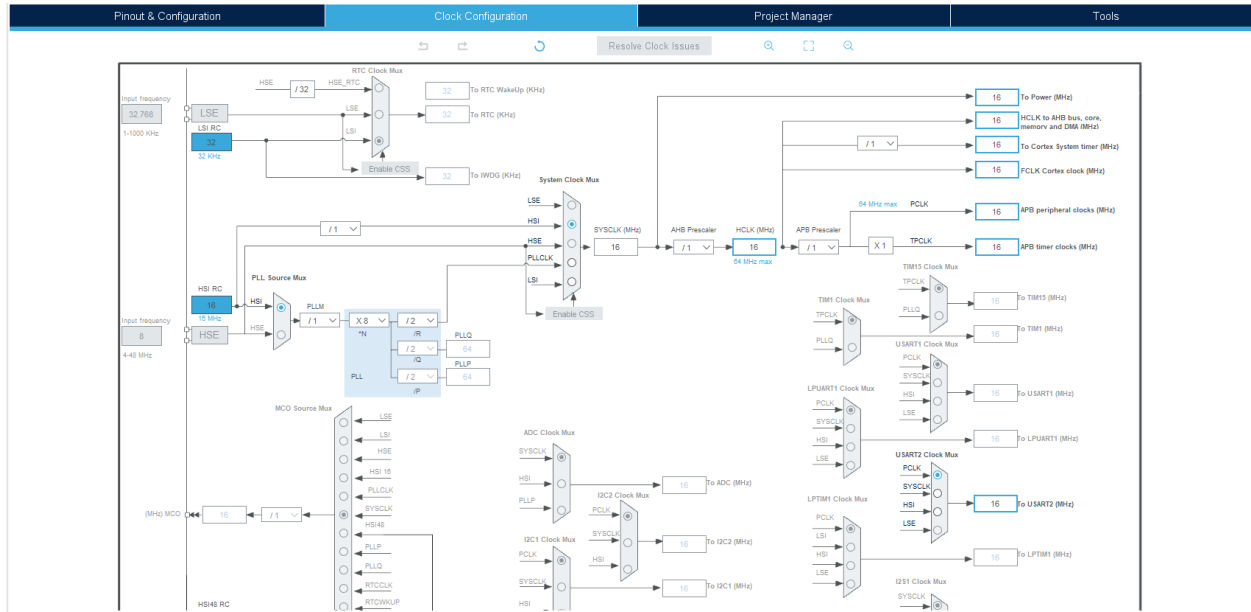 Pinout & Configuration
Clock Configuration
Project Manager
Tools
Resolve Clock Issues
RTC Clock Mux
HSE
/ 32
HSE_RTC
32
To RTC WakeUp (KHz)
Input frequency
32.768
1-1000 KHz
LSE
LSE
32
To RTC (KHz)
LSI RC
32
32 KHz
LSI
Enable CSS
32
To IWDG (KHz)
16
To Power (MHz)
16
HCLK to AHB bus, core,
memory and DMA (MHz)
/ 1
16
To Cortex System timer (MHz)
16
FCLK Cortex clock (MHz)
System Clock Mux
LSE
HSI
/ 1
HSE
PLLCLK
LSI
Enable CSS
SYSCLK (MHz)
16
AHB Prescaler
/ 1
HCLK (MHz)
16
64 MHz max
APB Prescaler
/ 1
64 MHz max
PCLK
16
APB peripheral clocks (MHz)
X 1
TPCLK
16
APB timer clocks (MHz)
PLL Source Mux
HSI RC
16
16 MHz
HSI
Input frequency
8
4-48 MHz
HSE
HSE
PLLM
/ 1
X 8
*N
/ 2
/R
/ 2
/Q
PLLQ
64
/ 2
/P
PLLP
64
PLL
TIM15 Clock Mux
TPCLK
PLLQ
16
To TIM15 (MHz)
TIM1 Clock Mux
TPCLK
PLLQ
16
To TIM1 (MHz)
USART1 Clock Mux
PCLK
SYSCLK
HSI
LSE
16
To USART1 (MHz)
LPUART1 Clock Mux
PCLK
SYSCLK
HSI
LSE
16
To LPUART1 (MHz)
USART2 Clock Mux
PCLK
SYSCLK
HSI
LSE
16
To USART2 (MHz)
LPTIM1 Clock Mux
PCLK
LSI
HSI
LSE
16
To LPTIM1 (MHz)
I2S1 Clock Mux
SYSCLK
MCO Source Mux
LSE
LSI
HSE
HSI 16
PLLCLK
SYSCLK
HSI48
PLLP
PLLQ
RTCCLK
RTCWKUP
(MHz) MCO
16
/ 1
HSI48 RC
ADC Clock Mux
SYSCLK
HSI
PLLP
16
To ADC (MHz)
I2C2 Clock Mux
PCLK
SYSCLK
HSI
16
To I2C2 (MHz)
I2C1 Clock Mux
PCLK
SYSCLK
HSI
16
To I2C1 (MHz)